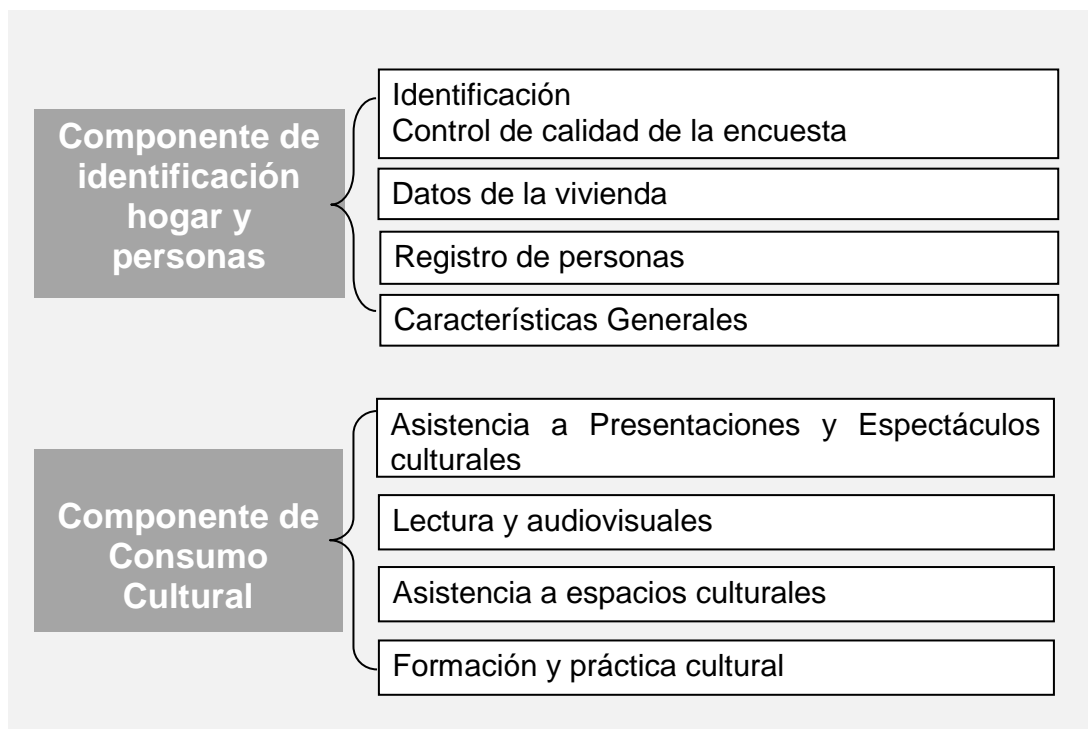 Componente de
identificación
hogar y
personas
Identificación
Control de calidad de la encuesta
Datos de la vivienda
Registro de personas
Características Generales
Componente de
Consumo
Cultural
Asistencia a Presentaciones y Espectáculos
culturales
Lectura y audiovisuales
Asistencia a espacios culturales
Formación y práctica cultural